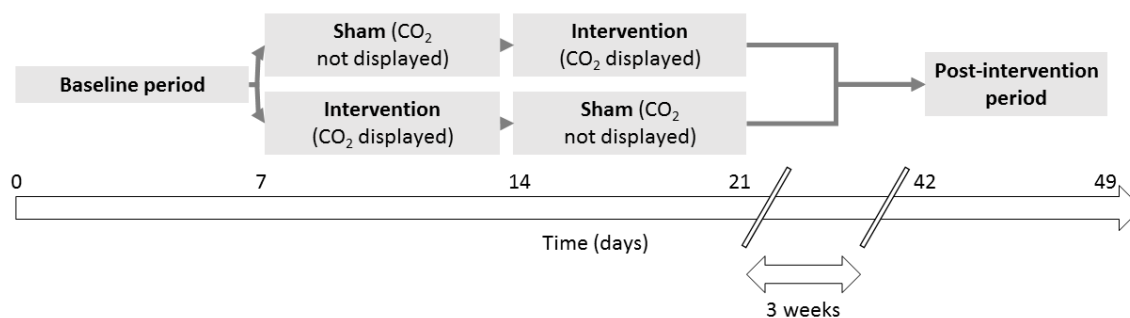 Baseline period
Sham (CO₂
not displayed)
Intervention
(CO₂ displayed)
Intervention
(CO₂ displayed)
Sham (CO₂
not displayed)
Post-intervention
period
0 7 14 21 42 49
Time (days)
3 weeks